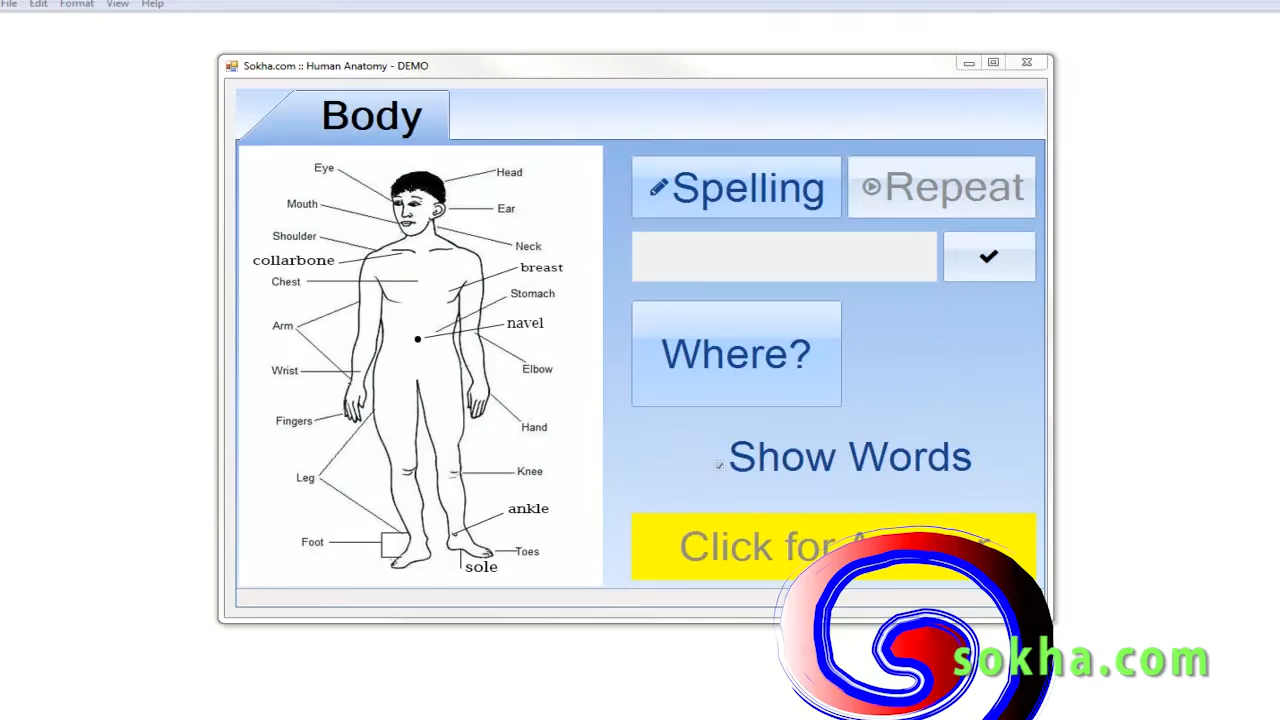 File Edit Format View Help
Sokha.com :: Human Anatomy - DEMO
Body
Eye
Head
Mouth
Ear
Shoulder
Neck
collarbone
breast
Chest
Stomach
navel
Arm
Elbow
Wrist
Fingers
Hand
Leg
Knee
ankle
Foot
Toes
sole
Spelling
Repeat
Where?
Show Words
Click for
sokha.com